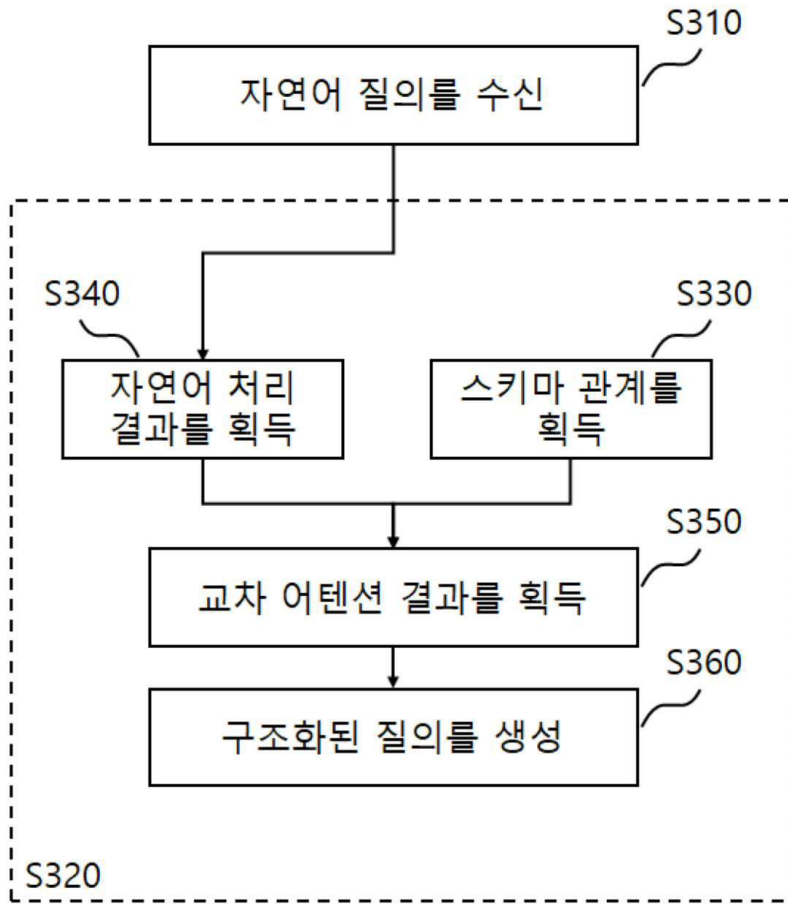 S310
자연어 질의를 수신
S340
S330
자연어 처리
결과를 획득
스키마 관계를
획득
S350
교차 어텐션 결과를 획득
S360
구조화된 질의를 생성
S320